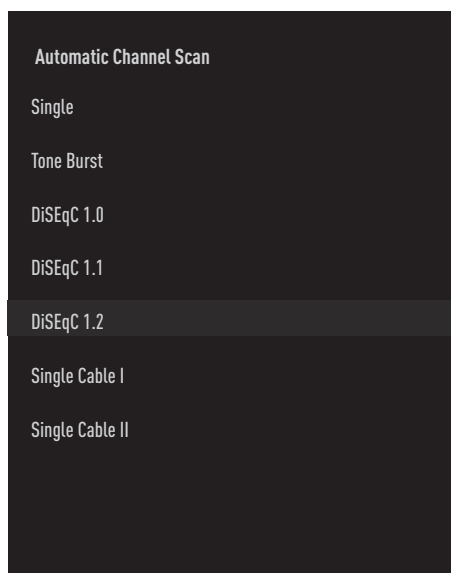 Automatic Channel Scan
Single
Tone Burst
DiSEqC 1.0
DiSEqC 1.1
DiSEqC 1.2
Single Cable I
Single Cable II